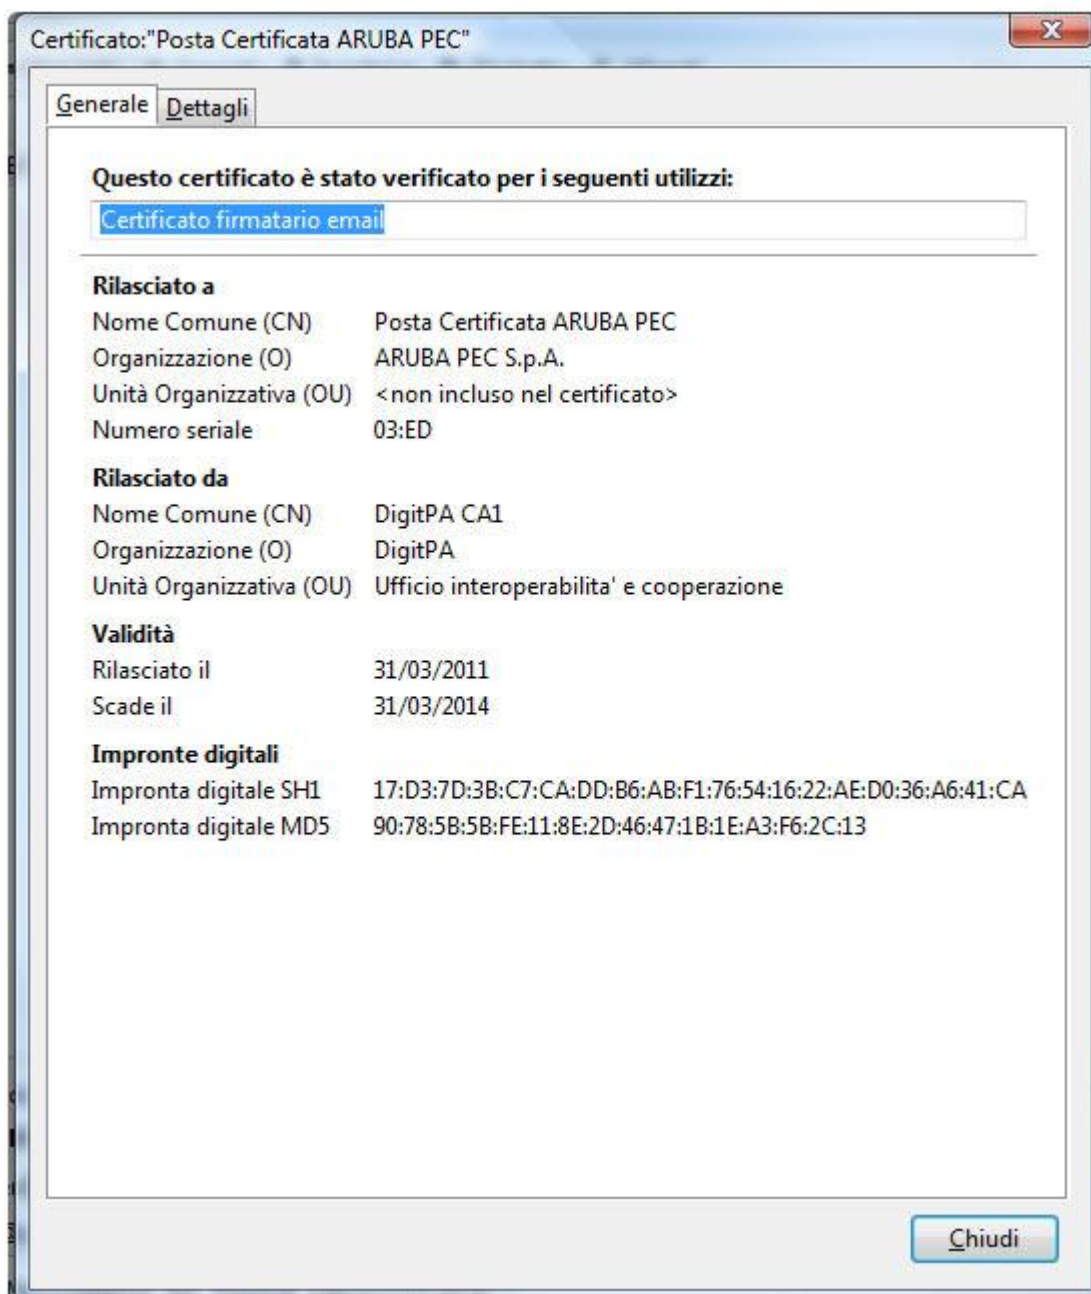 Certificato:"Posta Certificata ARUBA PEC"
Generale Dettagli
Questo certificato è stato verificato per i seguenti utilizzi:
Certificato firmatario email
Rilasciato a
Nome Comune (CN) Posta Certificata ARUBA PEC
Organizzazione (O) ARUBA PEC S.p.A.
Unità Organizzativa (OU) <non incluso nel certificato>
Numero seriale 03:ED
Rilasciato da
Nome Comune (CN) DigitPA CA1
Organizzazione (O) DigitPA
Unità Organizzativa (OU) Ufficio interoperabilita' e cooperazione
Validità
Rilasciato il 31/03/2011
Scade il 31/03/2014
Impronte digitali
Impronta digitale SH1 17:D3:7D:3B:C7:CA:DD:B6:AB:F1:76:54:16:22:AE:D0:36:A6:41:CA
Impronta digitale MD5 90:78:5B:5B:FE:11:8E:2D:46:47:1B:1E:A3:F6:2C:13
Chiudi